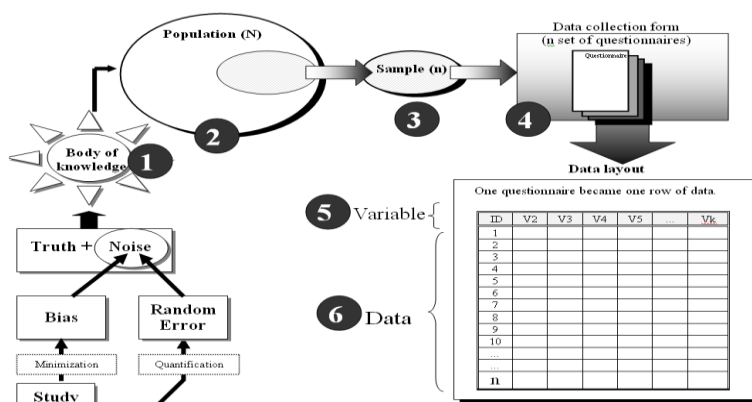 Population (N)
Sample (n)
Data collection form
(n set of questionnaires)
Questionnaire
1
2
3
4
Body of
knowledge
Data layout
One questionnaire became one row of data.
5
Variable
ID V2 V3 V4 V5 ... Vk
1
2
3
4
5
6
7
8
9
10
...
...
n
6
Data
Truth + Noise
Bias
Random
Error
Minimization
Quantification
Study